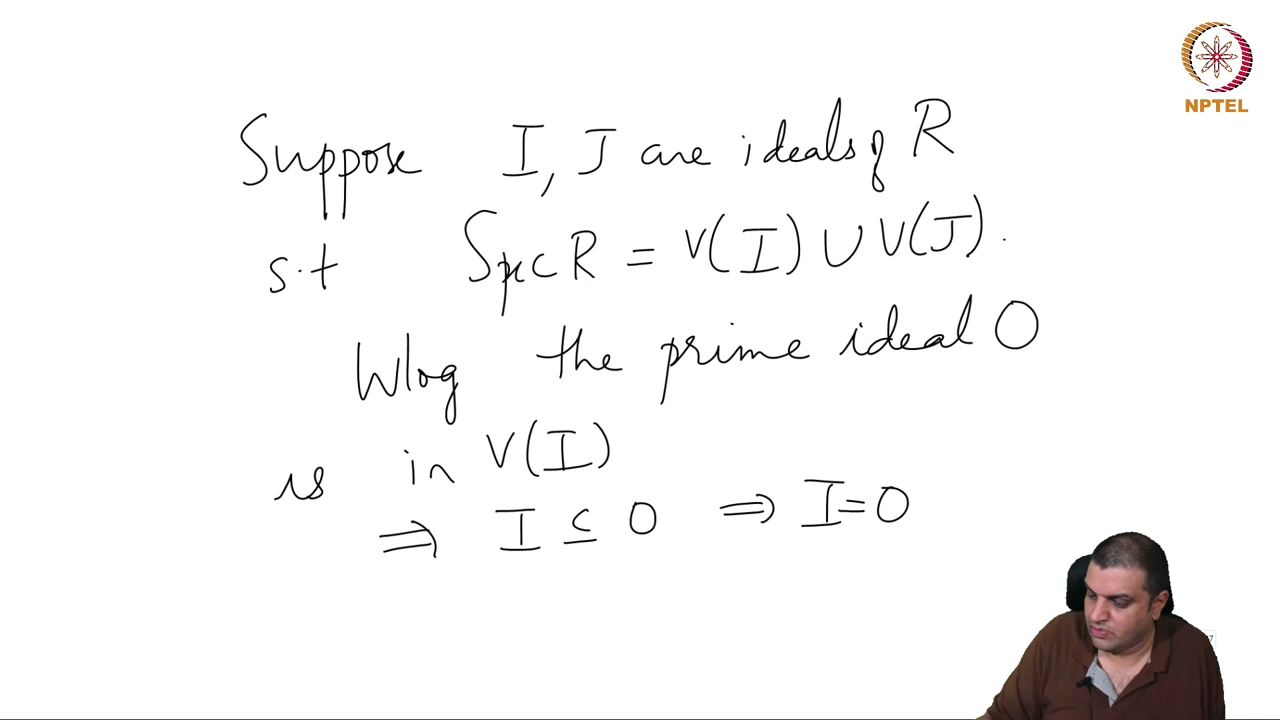 NPTEL
Suppose I, J are ideals of R
s.t Spec R = V(I) ∪ V(J).
Wlog the prime ideal 0
is in V(I)
⇒ I ⊆ 0 ⇒ I = 0